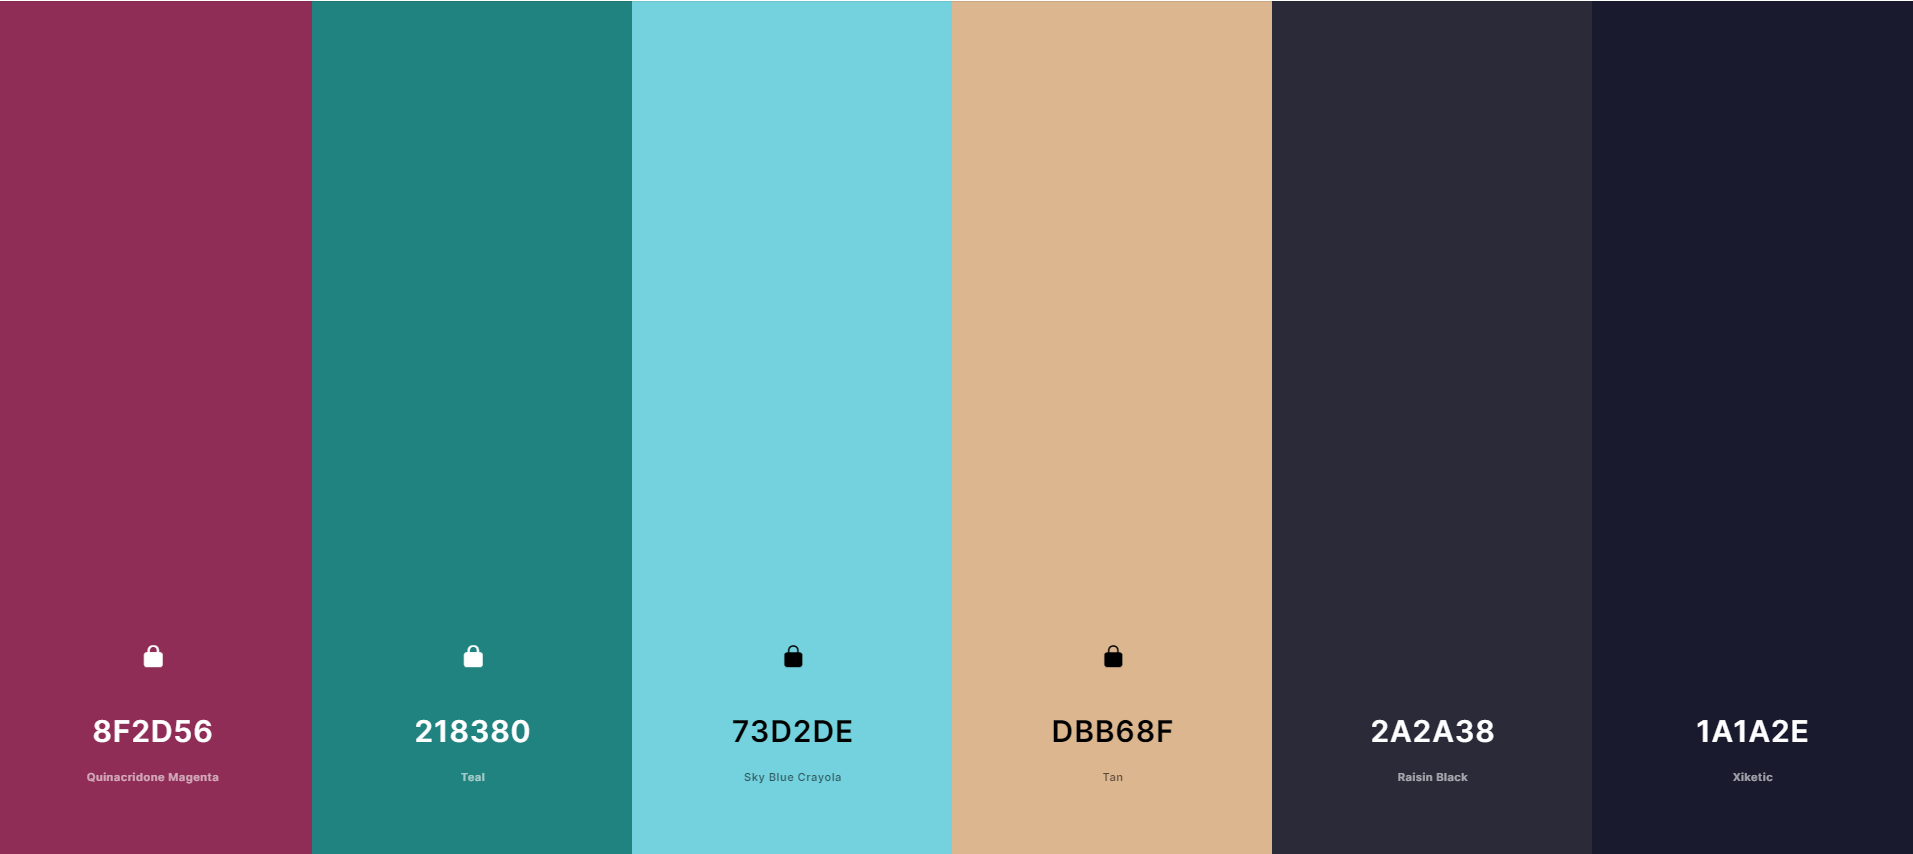 8F2D56
Quinacridone Magenta
218380
Teal
73D2DE
Sky Blue Crayola
DBB68F
Tan
2A2A38
Raisin Black
1A1A2E
Xiketic